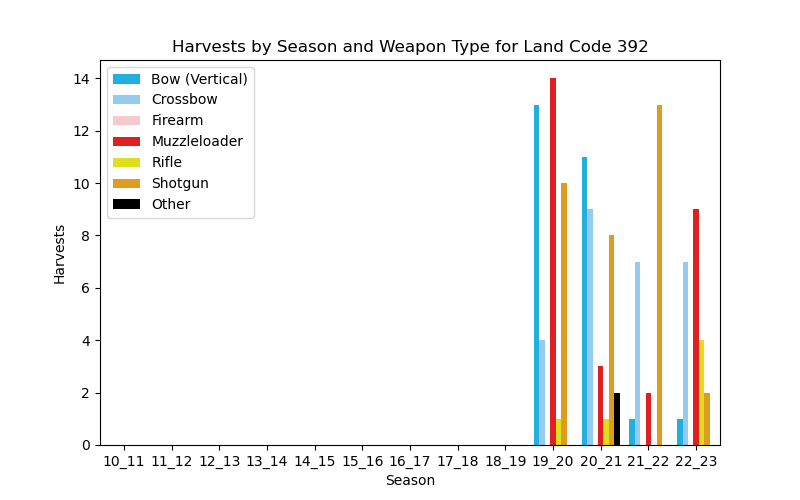 Harvests by Season and Weapon Type for Land Code 392
Bow (Vertical)
Crossbow
Firearm
Muzzleloader
Rifle
Shotgun
Other
14
12
10
8
6
4
2
0
Harvests
10_11 11_12 12_13 13_14 14_15 15_16 16_17 17_18 18_19 19_20 20_21 21_22 22_23
Season